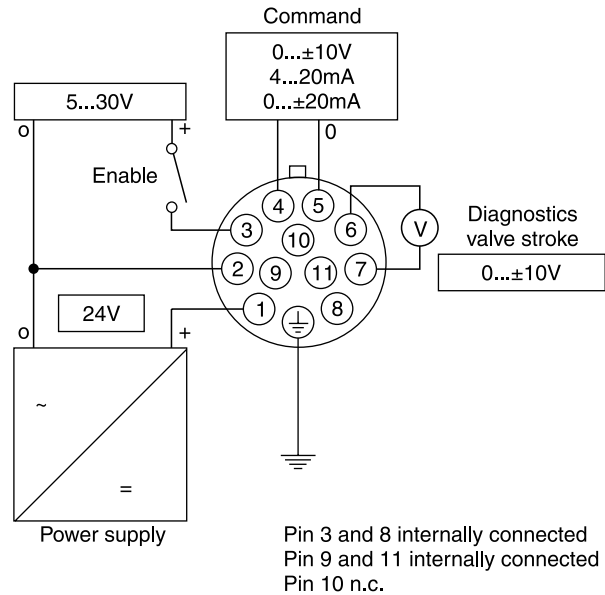 Command
0...±10V
4...20mA
0...±20mA
5...30V
o
+
0
Enable
4
5
3
6
10
V
Diagnostics
valve stroke
2
9
11
7
0...±10V
24V
1
8
o
+
~
=
Power supply
Pin 3 and 8 internally connected
Pin 9 and 11 internally connected
Pin 10 n.c.